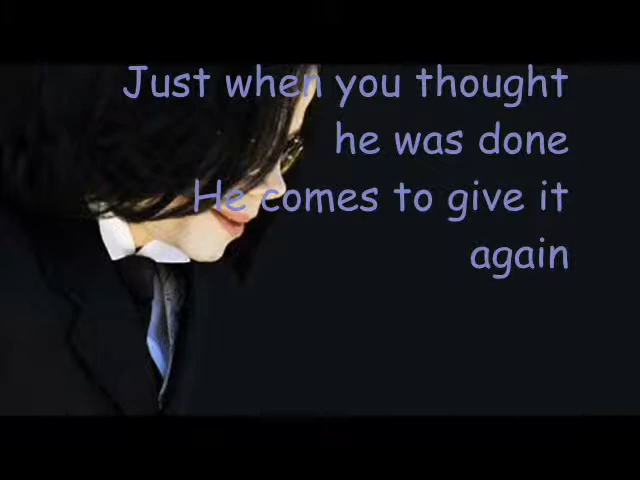 Just when you thought
he was done
He comes to give it
again